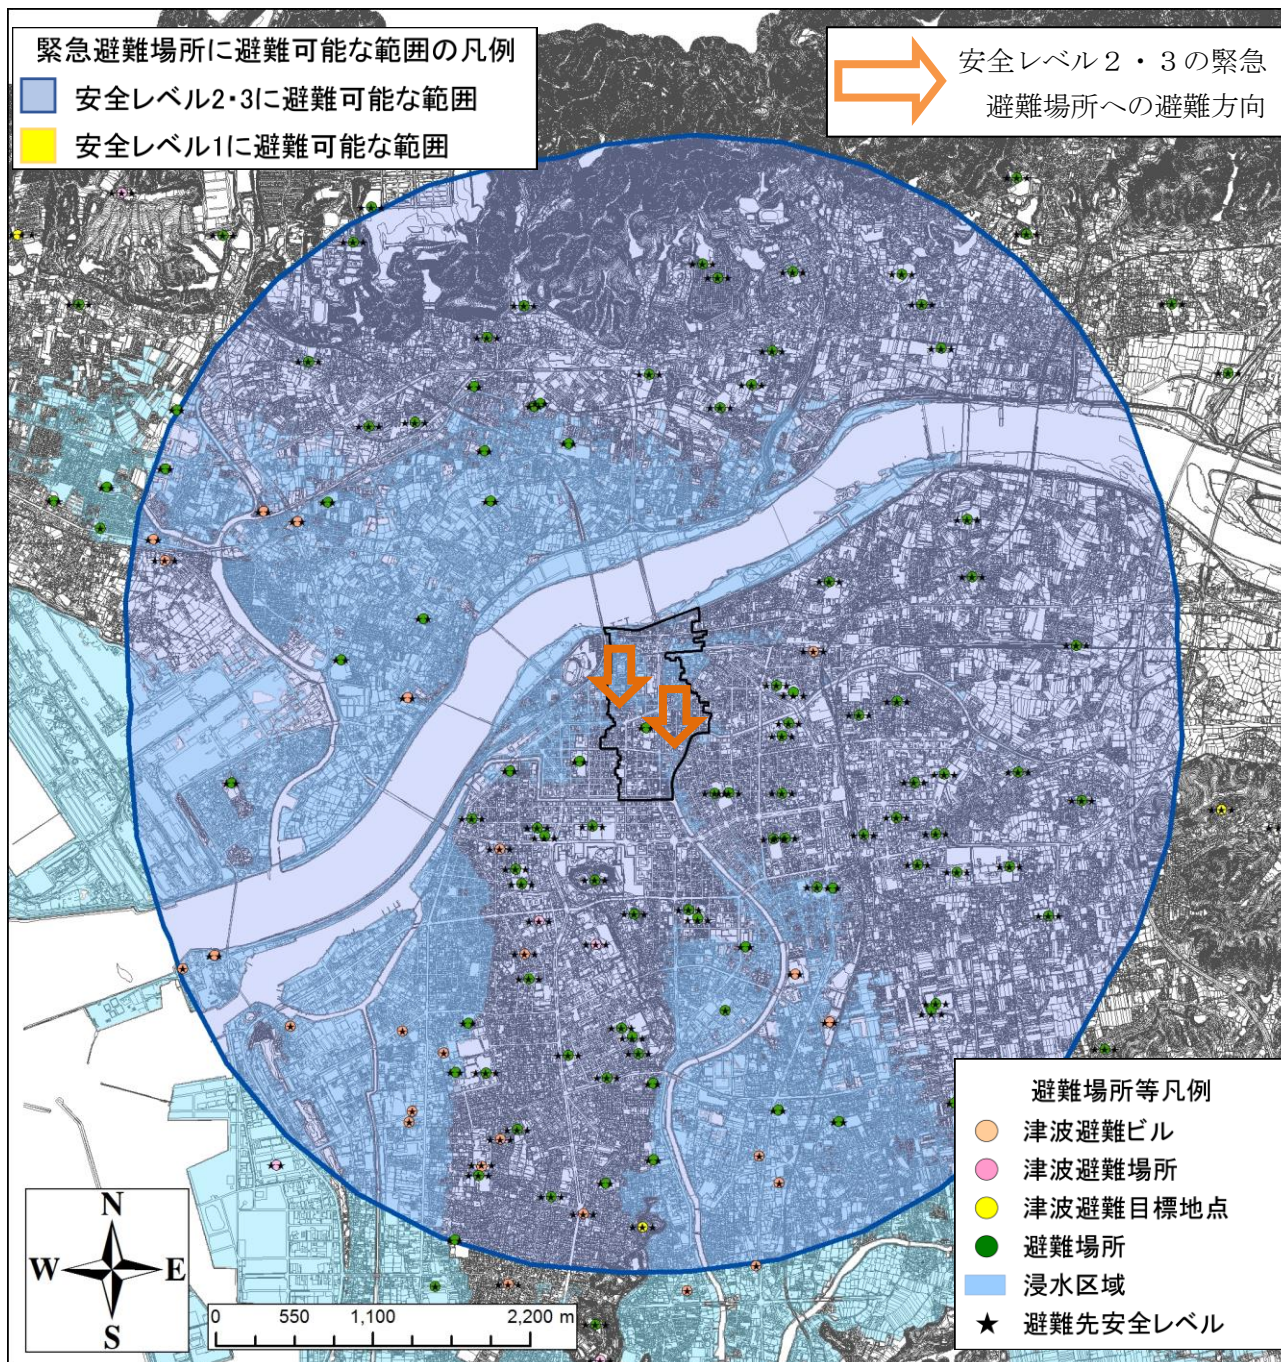 緊急避難場所に避難可能な範囲の凡例
安全レベル2・3に避難可能な範囲
安全レベル1に避難可能な範囲
安全レベル２・３の緊急
避難場所への避難方向
避難場所等凡例
津波避難ビル
津波避難場所
津波避難目標地点
避難場所
浸水区域
★ 避難先安全レベル
N
W E
S
0 550 1,100 2,200 m